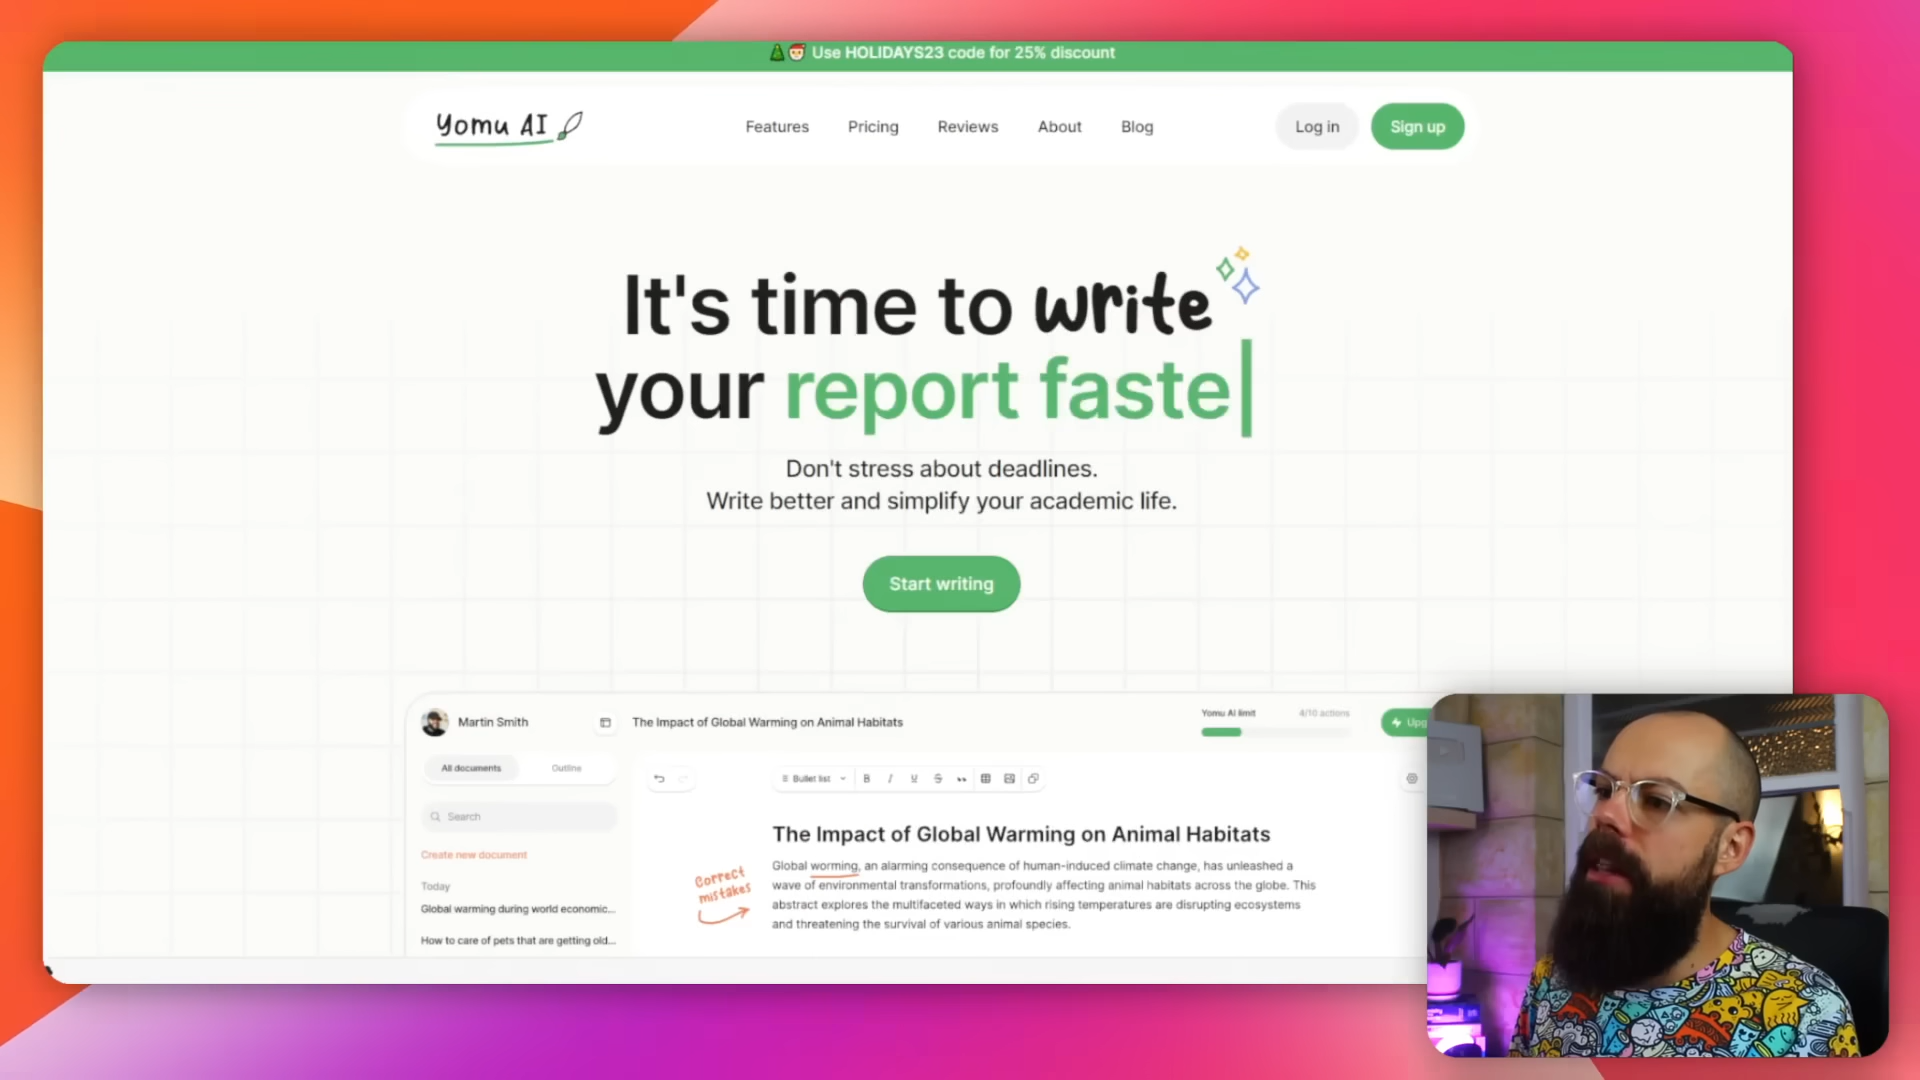 Use HOLIDAYS23 code for 25% discount
Yomu AI
Features
Pricing
Reviews
About
Blog
Log in
Sign up
It's time to write
your report faste
Don't stress about deadlines.
Write better and simplify your academic life.
Start writing
Martin Smith
The Impact of Global Warming on Animal Habitats
Yomu AI limit
4/10 actions
Upg
All documents
Outline
Bullet list
B
I
U
S
Search
Create new document
Today
Global warming during world economic...
How to care of pets that are getting old...
Correct
mistakes
The Impact of Global Warming on Animal Habitats
Global worming, an alarming consequence of human-induced climate change, has unleashed a
wave of environmental transformations, profoundly affecting animal habitats across the globe. This
abstract explores the multifaceted ways in which rising temperatures are disrupting ecosystems
and threatening the survival of various animal species.